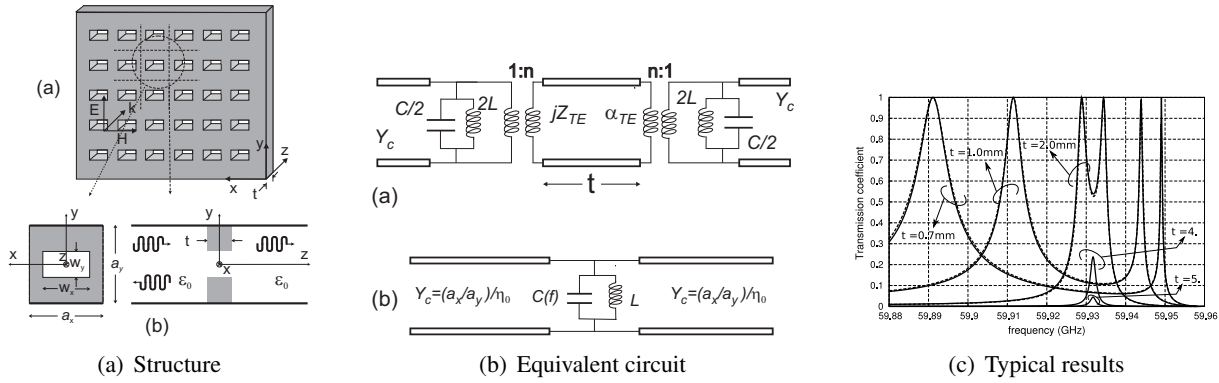 (a)
E
k
H
y
z
x
t
y
x
z
w_y
w_x
a_x
a_y
t
y
z
x
ε_0
ε_0
(b)
(a) Structure
1:n
n:1
C/2
2L
jZ_TE
α_TE
2L
Y_c
Y_c
C/2
t
(a)
Y_c=(a_x/a_y)/η_0
C(f)
L
Y_c=(a_x/a_y)/η_0
(b)
(b) Equivalent circuit
Transmission coefficient
1
0.9
0.8
0.7
0.6
0.5
0.4
0.3
0.2
0.1
0
t =1.0mm
t =2.0mm
t =0.7mm
t =4.
t =5.
59.88
59.89
59.9
59.91
59.92
59.93
59.94
59.95
59.96
frequency (GHz)
(c) Typical results